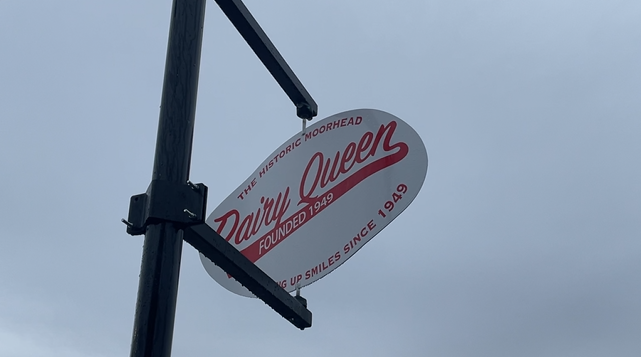 THE HISTORIC MOORHEAD
Dairy Queen
FOUNDED 1949
UP SMILES SINCE 1949